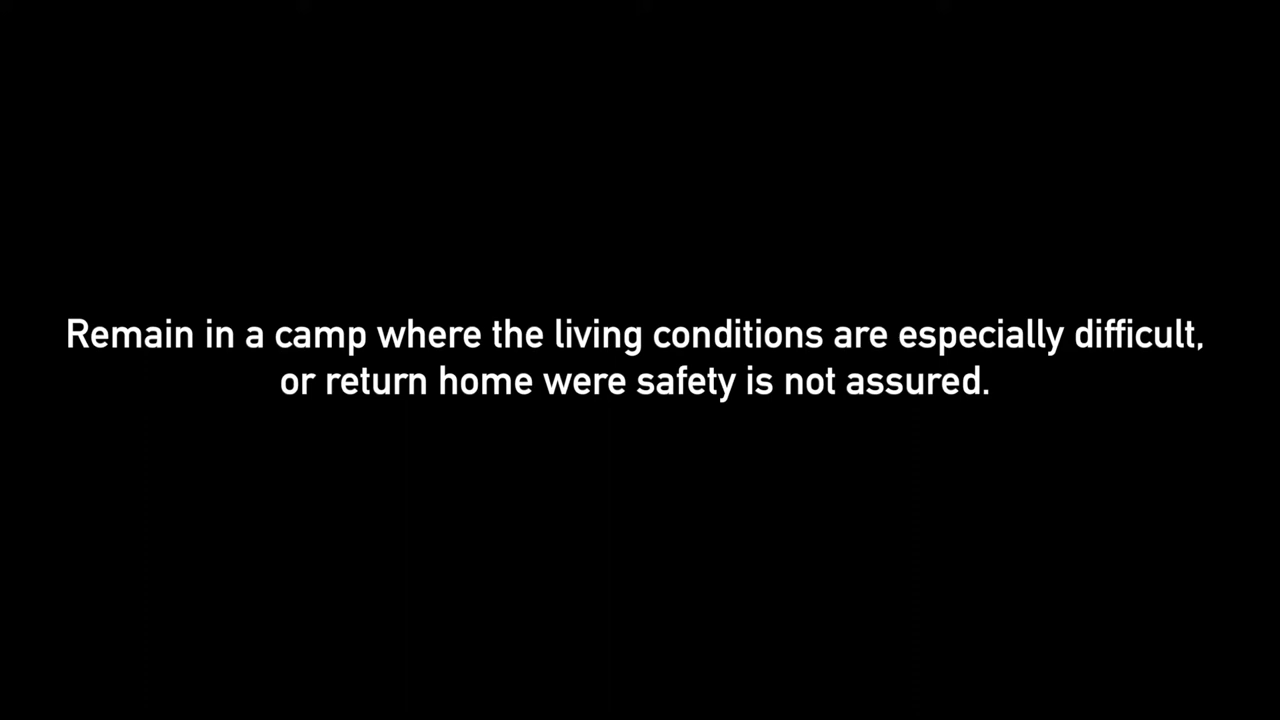 Remain in a camp where the living conditions are especially difficult,
or return home were safety is not assured.